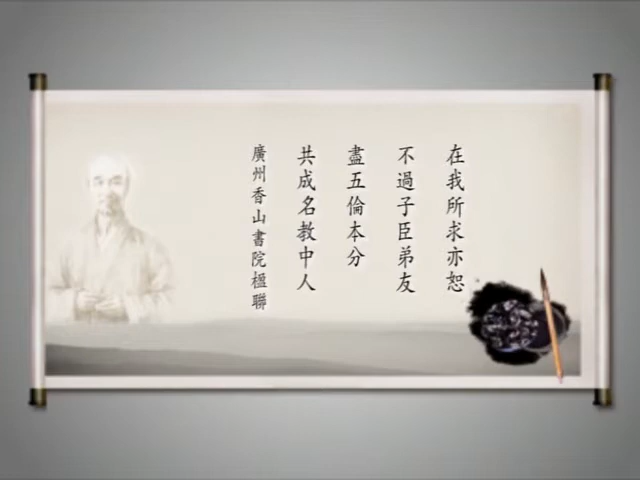 在我所求亦恕
不過子臣弟友
盡五倫本分
共成名教中人
廣州香山書院楹聯